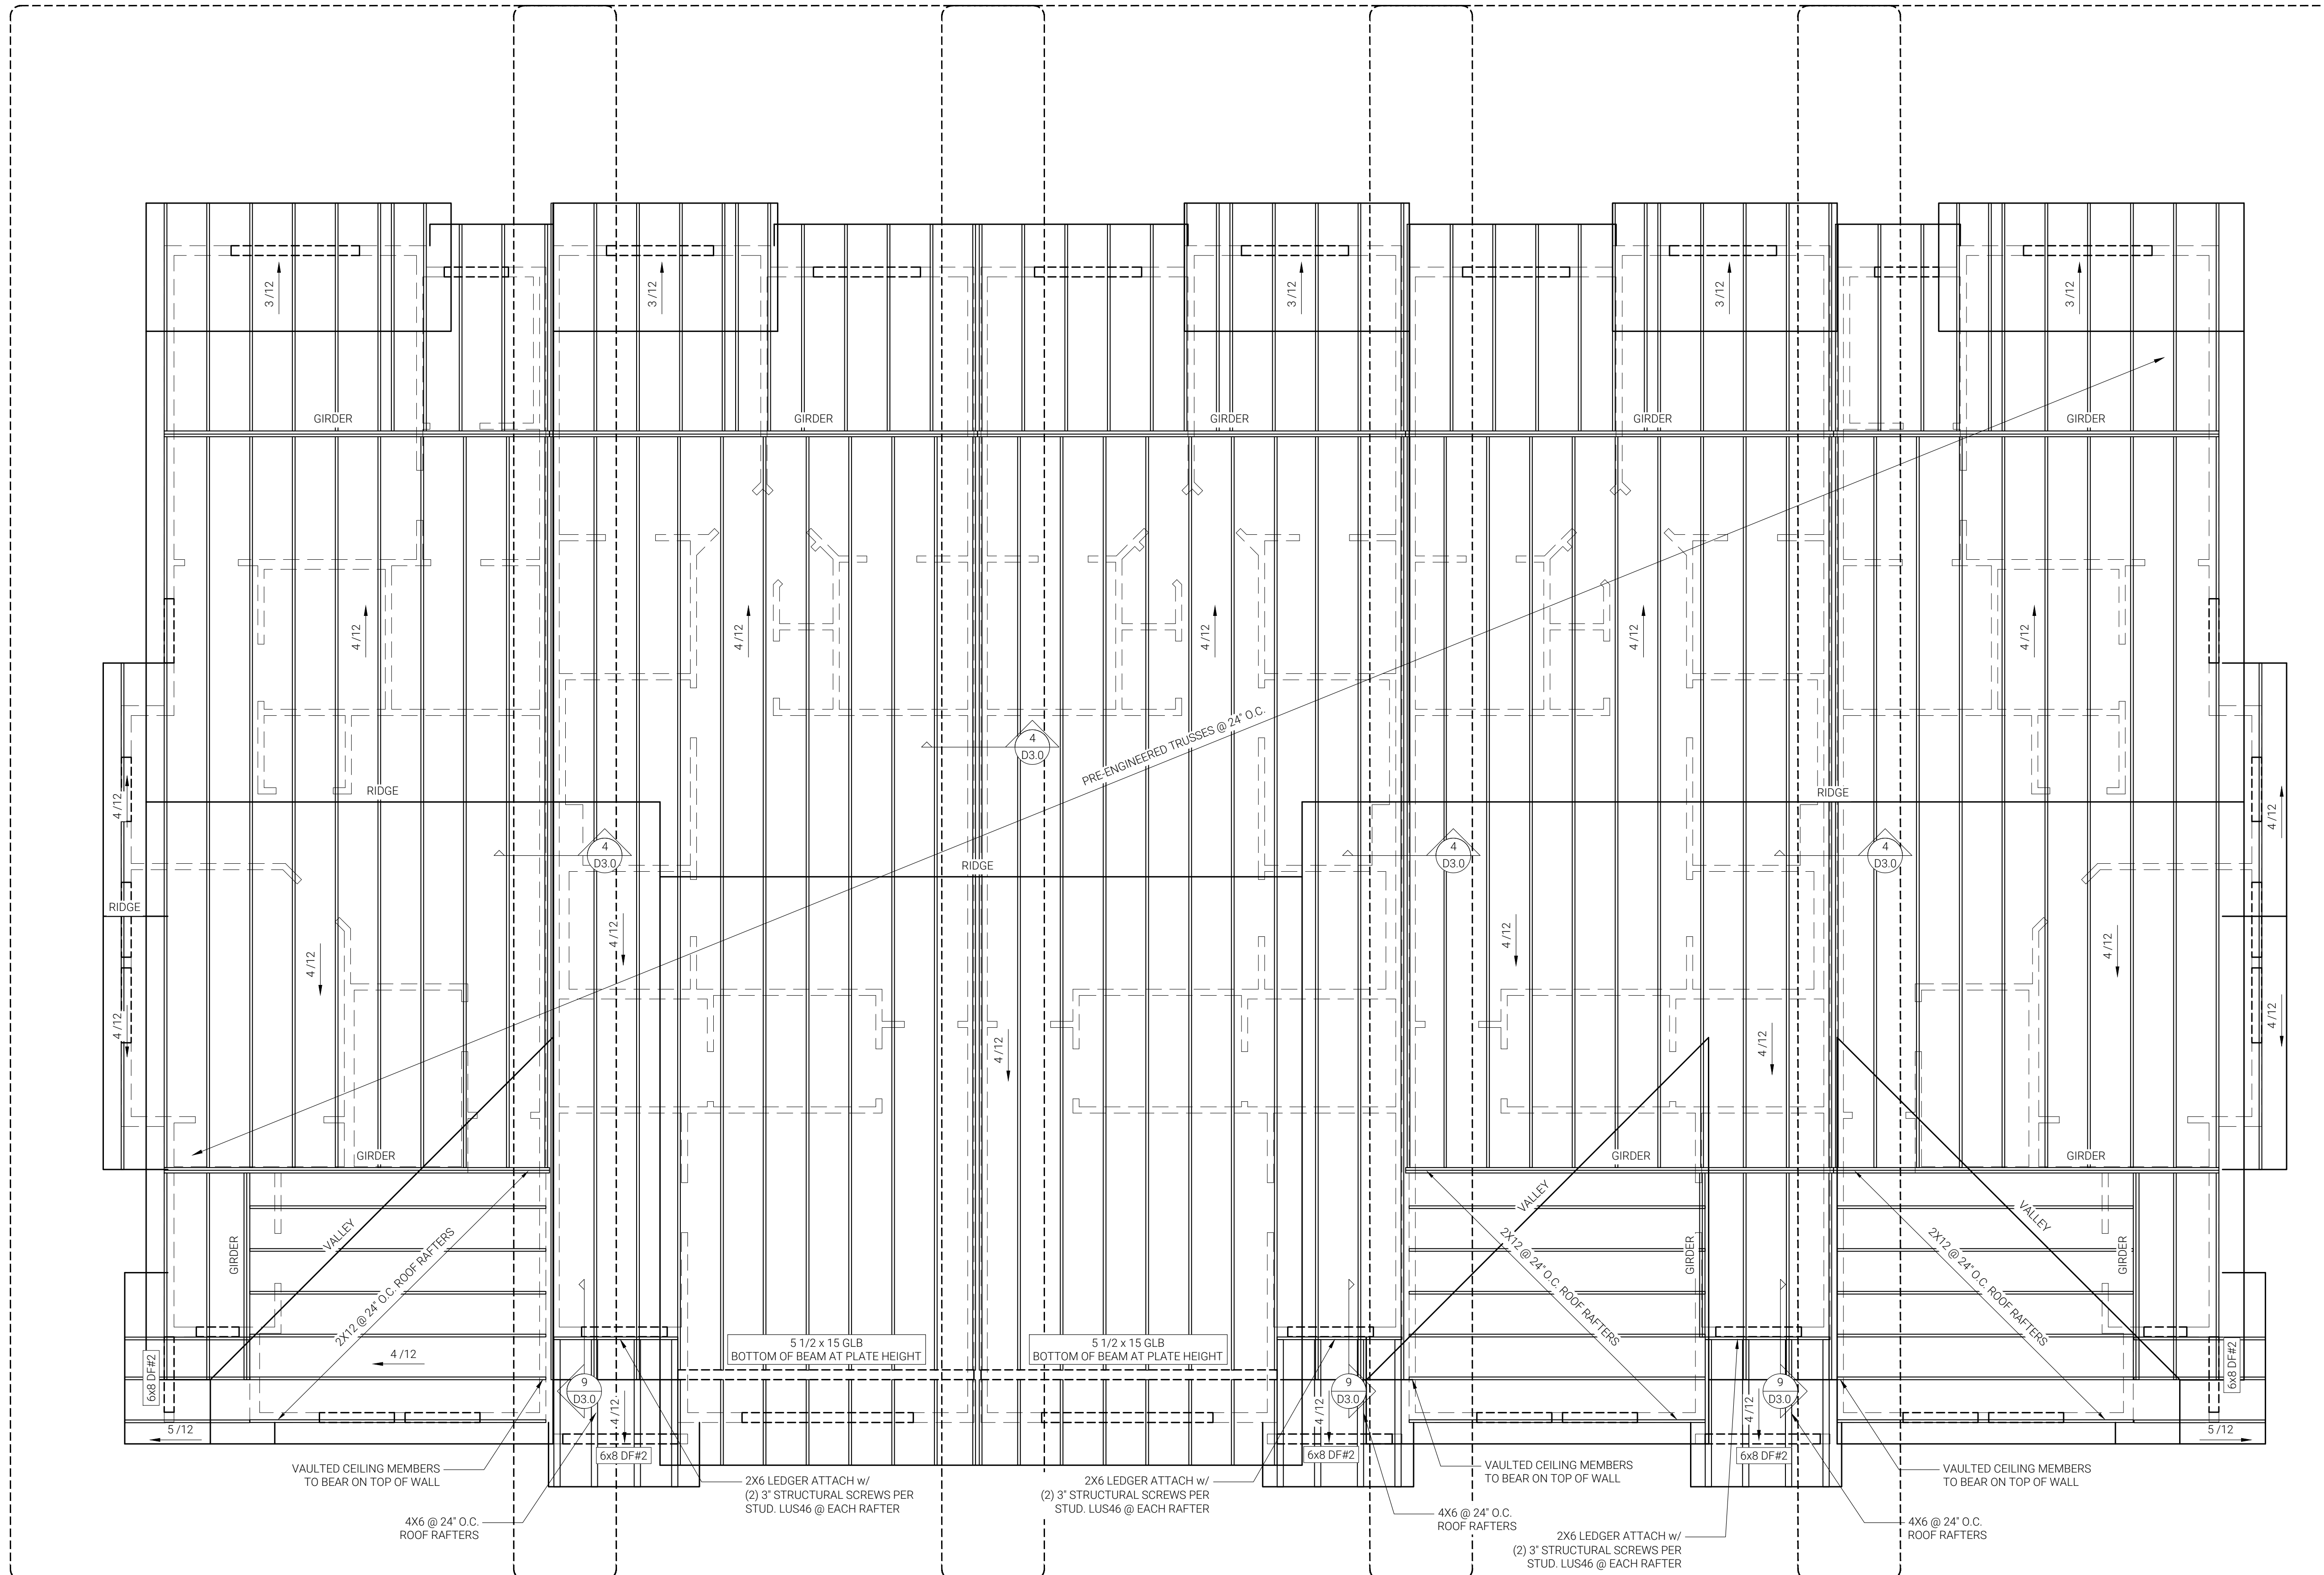 3 /12
3 /12
3 /12
3 /12
3 /12
GIRDER
GIRDER
GIRDER
GIRDER
GIRDER
4 /12
4 /12
4 /12
4 /12
4 /12
PRE-ENGINEERED TRUSSES @ 24" O.C.
4
D3.0
RIDGE
RIDGE
4 /12
4 /12
4
D3.0
4
D3.0
4
D3.0
RIDGE
RIDGE
4 /12
4 /12
4 /12
4 /12
4 /12
4 /12
4 /12
4 /12
GIRDER
GIRDER
GIRDER
VALLEY
VALLEY
VALLEY
GIRDER
GIRDER
GIRDER
2X12 @ 24" O.C. ROOF RAFTERS
2X12 @ 24" O.C. ROOF RAFTERS
2X12 @ 24" O.C. ROOF RAFTERS
5 1/2 x 15 GLB
BOTTOM OF BEAM AT PLATE HEIGHT
5 1/2 x 15 GLB
BOTTOM OF BEAM AT PLATE HEIGHT
4 /12
6x8 DF#2
6x8 DF#2
9
D3.0
9
D3.0
9
D3.0
4 /12
4 /12
4 /12
5 /12
5 /12
6x8 DF#2
6x8 DF#2
6x8 DF#2
VAULTED CEILING MEMBERS
TO BEAR ON TOP OF WALL
2X6 LEDGER ATTACH w/
(2) 3" STRUCTURAL SCREWS PER
STUD. LUS46 @ EACH RAFTER
2X6 LEDGER ATTACH w/
(2) 3" STRUCTURAL SCREWS PER
STUD. LUS46 @ EACH RAFTER
VAULTED CEILING MEMBERS
TO BEAR ON TOP OF WALL
VAULTED CEILING MEMBERS
TO BEAR ON TOP OF WALL
4X6 @ 24" O.C.
ROOF RAFTERS
4X6 @ 24" O.C.
ROOF RAFTERS
2X6 LEDGER ATTACH w/
(2) 3" STRUCTURAL SCREWS PER
STUD. LUS46 @ EACH RAFTER
4X6 @ 24" O.C.
ROOF RAFTERS